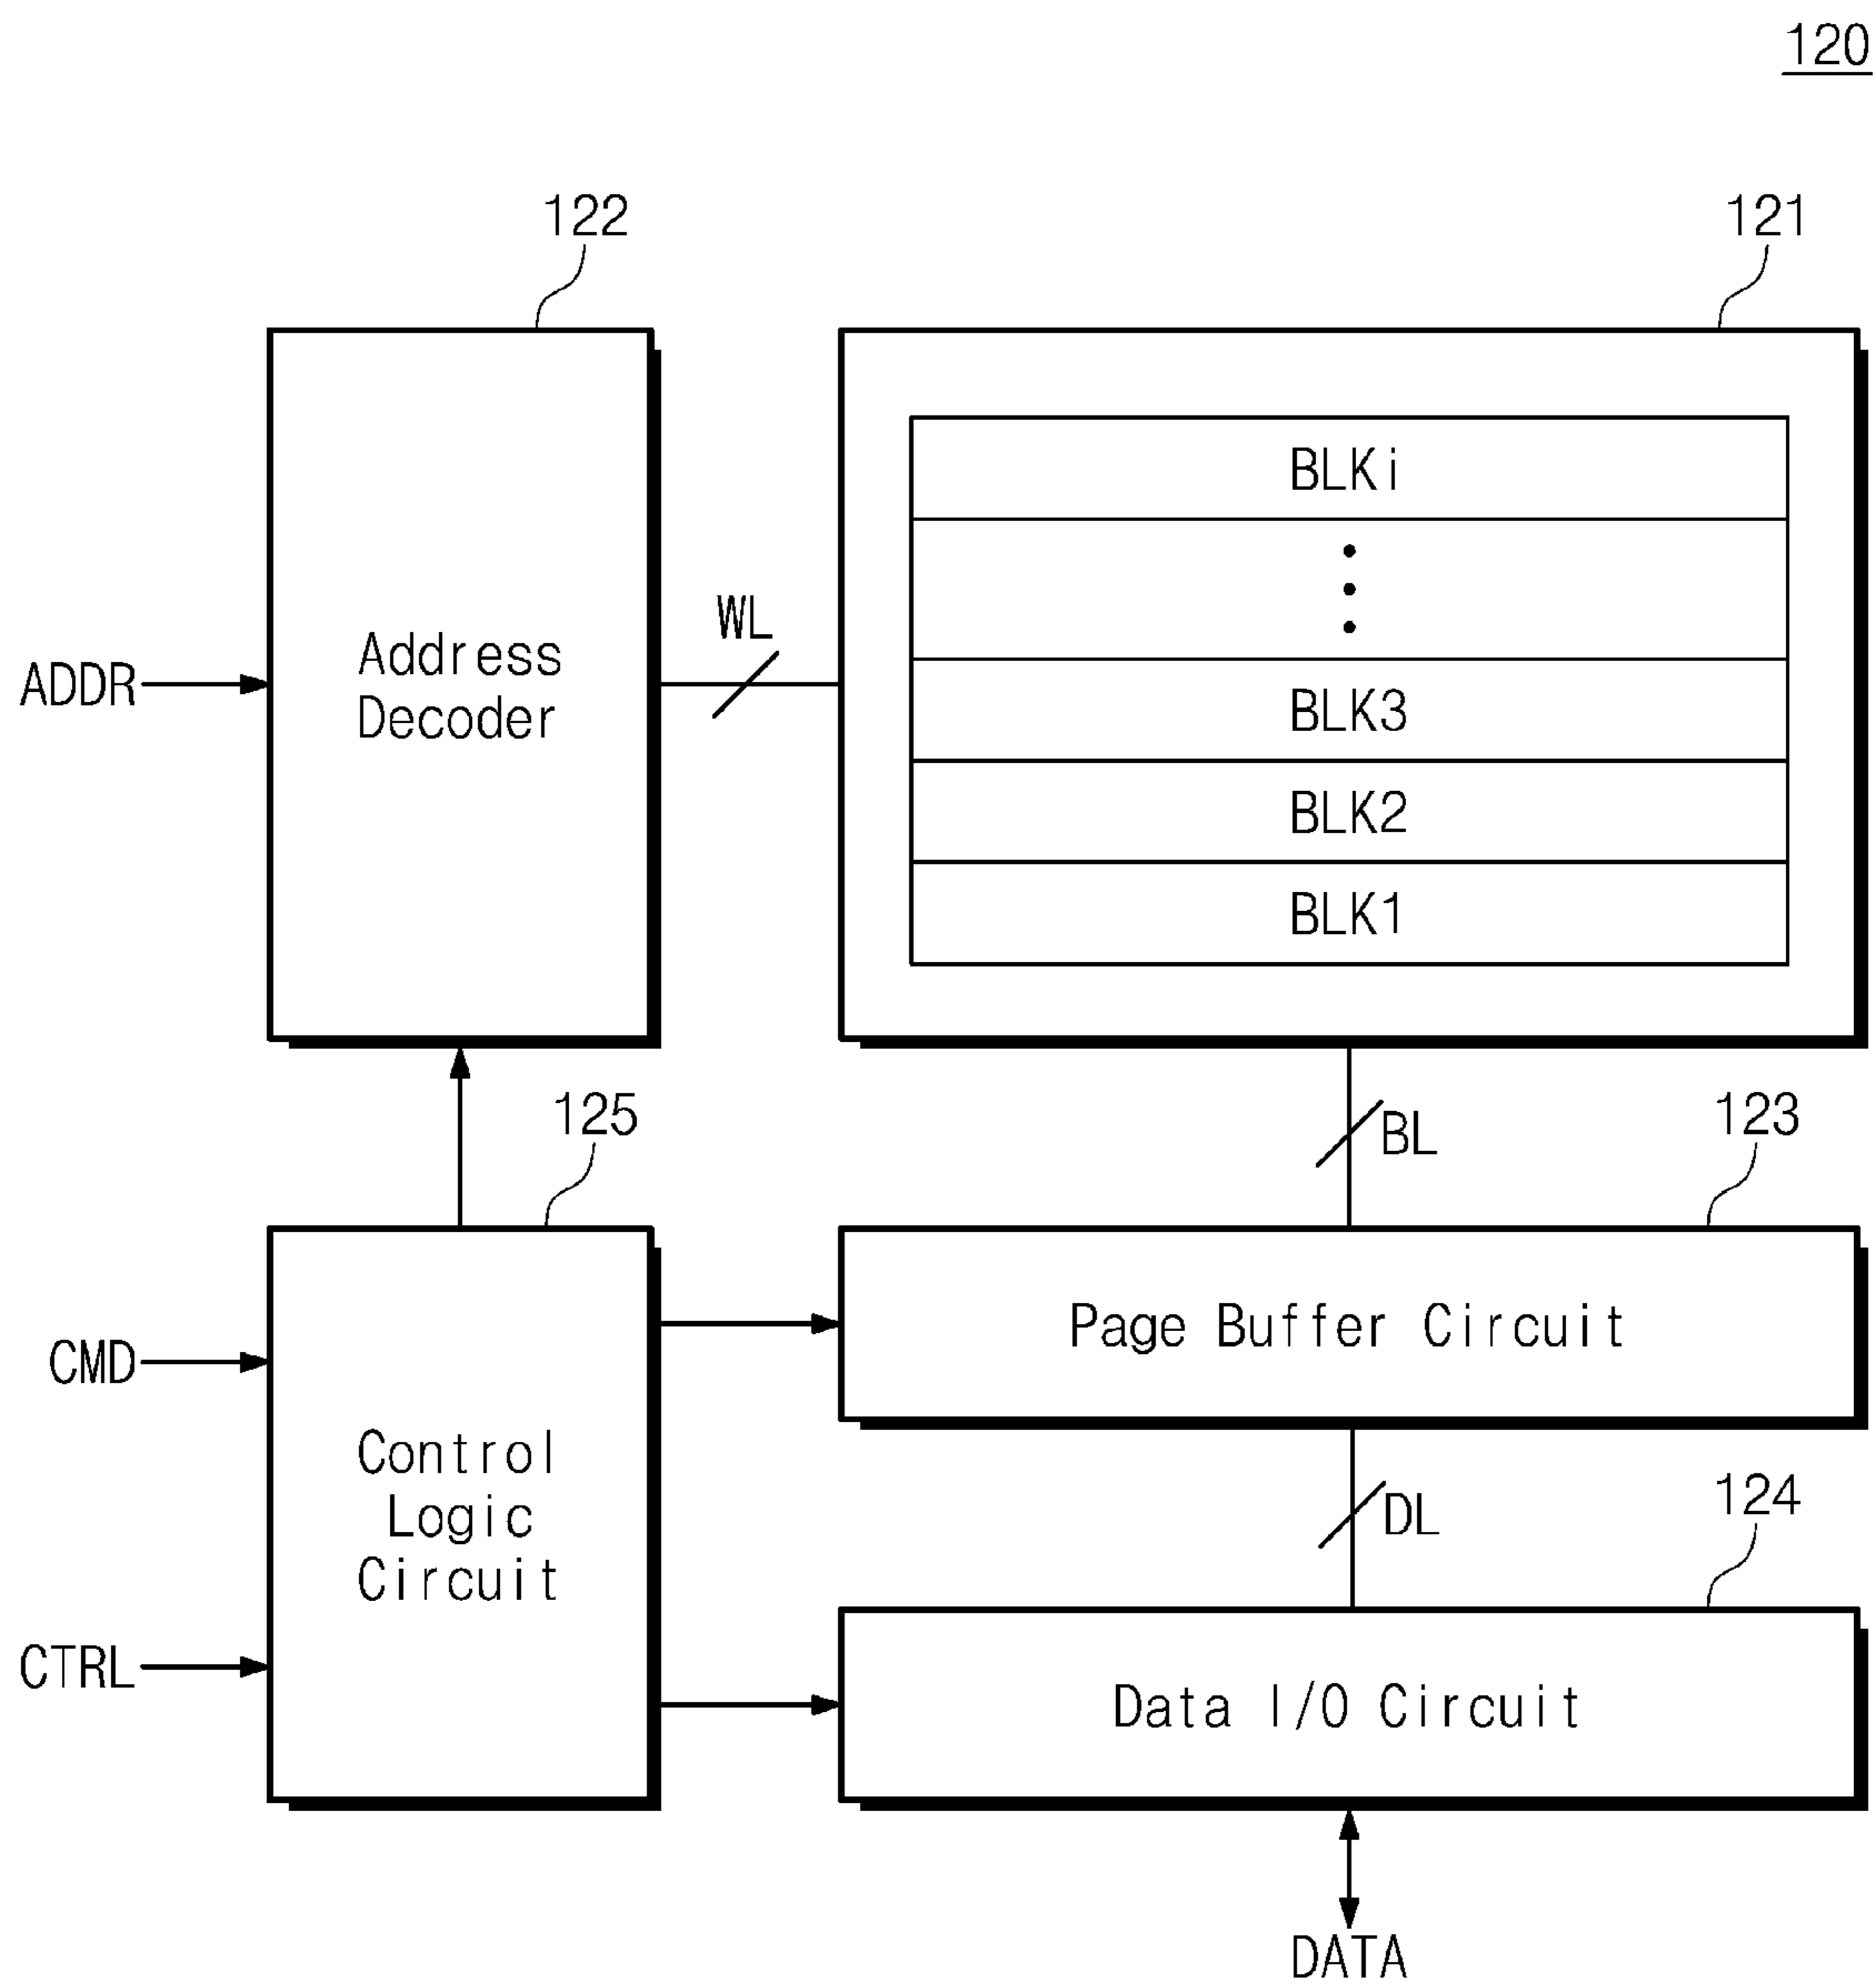 120
122
121
BLKi
WL
Address
Decoder
ADDR
BLK3
BLK2
BLK1
125
BL
123
CMD
Page Buffer Circuit
Control
Logic
Circuit
DL
124
CTRL
Data I/O Circuit
DATA